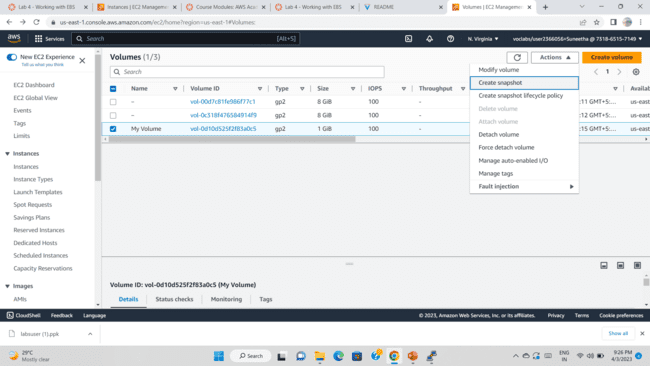 Lab 4 - Working with EBS
Instances | EC2 Management
Course Modules: AWS Acade
Lab 4 - Working with EBS
README
Volumes | EC2 Management Con
us-east-1.console.aws.amazon.com/ec2/home?region=us-east-1#Volumes:
aws
Services
Search
[Alt+S]
N. Virginia
voclabs/user2366056=Suneetha @ 7318-6515-7149
New EC2 Experience
Tell us what you think
EC2 Dashboard
EC2 Global View
Events
Tags
Limits
Instances
Instances
Instance Types
Launch Templates
Spot Requests
Savings Plans
Reserved Instances
Dedicated Hosts
Scheduled Instances
Capacity Reservations
Images
AMIs
Volumes (1/3)
Actions
Create volume
Search
1
Name
Volume ID
Type
Size
IOPS
Throughput
Availa
–
vol-00d7c81fe986f77c1
gp2
8 GiB
100
-
:11 GMT+5:...
us-east
–
vol-0c318f476584914f9
gp2
8 GiB
100
-
:12 GMT+5:...
us-east
My Volume
vol-0d10d525f2f83a0c5
gp2
1 GiB
100
-
:15 GMT+5:...
us-east
Modify volume
Create snapshot
Create snapshot lifecycle policy
Delete volume
Attach volume
Detach volume
Force detach volume
Manage auto-enabled I/O
Manage tags
Fault injection
Volume ID: vol-0d10d525f2f83a0c5 (My Volume)
Details
Status checks
Monitoring
Tags
CloudShell
Feedback
Language
© 2023, Amazon Web Services, Inc. or its affiliates.
Privacy
Terms
Cookie preferences
labsuser (1).ppk
Show all
29°C
Mostly clear
Search
ENG
IN
9:26 PM
4/3/2023